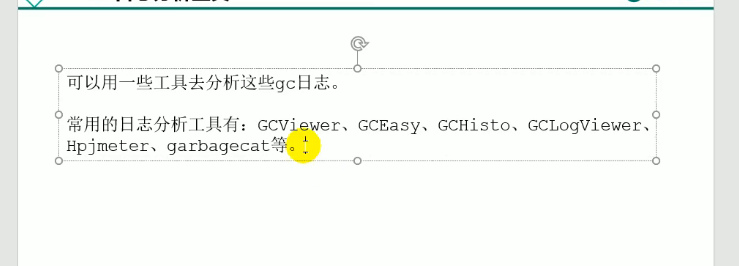 可以用一些工具去分析这些gc日志。
常用的日志分析工具有：GCViewer、GCEasy、GCHisto、GCLogViewer、
Hpjmeter、garbagecat等。